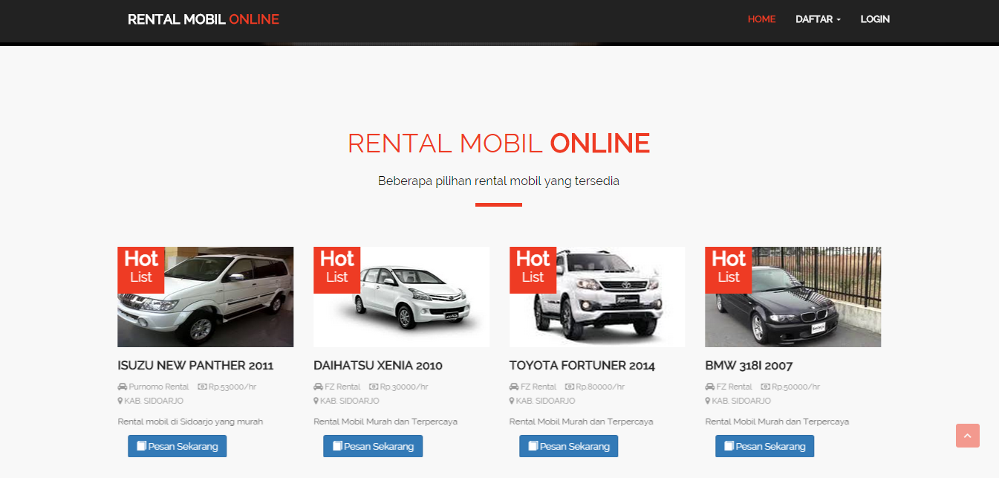 RENTAL MOBIL ONLINE
HOME DAFTAR LOGIN
RENTAL MOBIL ONLINE
Beberapa pilihan rental mobil yang tersedia
Hot
List
ISUZU NEW PANTHER 2011
Purnomo Rental Rp.53000/hr
KAB. SIDOARJO
Rental mobil di Sidoarjo yang murah
Pesan Sekarang
Hot
List
DAIHATSU XENIA 2010
FZ Rental Rp.30000/hr
KAB. SIDOARJO
Rental Mobil Murah dan Terpercaya
Pesan Sekarang
Hot
List
TOYOTA FORTUNER 2014
FZ Rental Rp.80000/hr
KAB. SIDOARJO
Rental Mobil Murah dan Terpercaya
Pesan Sekarang
Hot
List
BMW 318I 2007
FZ Rental Rp.50000/hr
KAB. SIDOARJO
Rental Mobil Murah dan Terpercaya
Pesan Sekarang